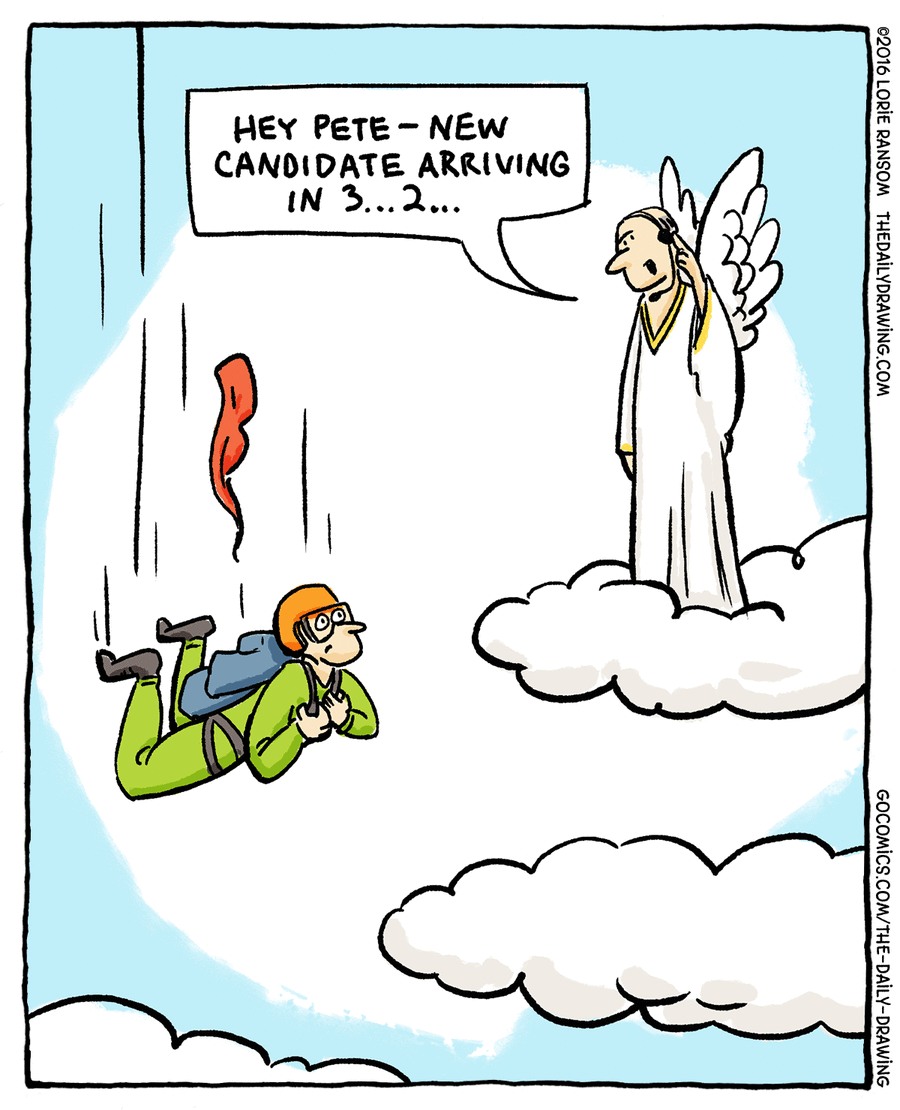 HEY PETE - NEW
CANDIDATE ARRIVING
IN 3...2...
©2016 LORIE RANSOM THEDAILYDRAWING.COM
GOCOMICS.COM/THE-DAILY-DRAWING